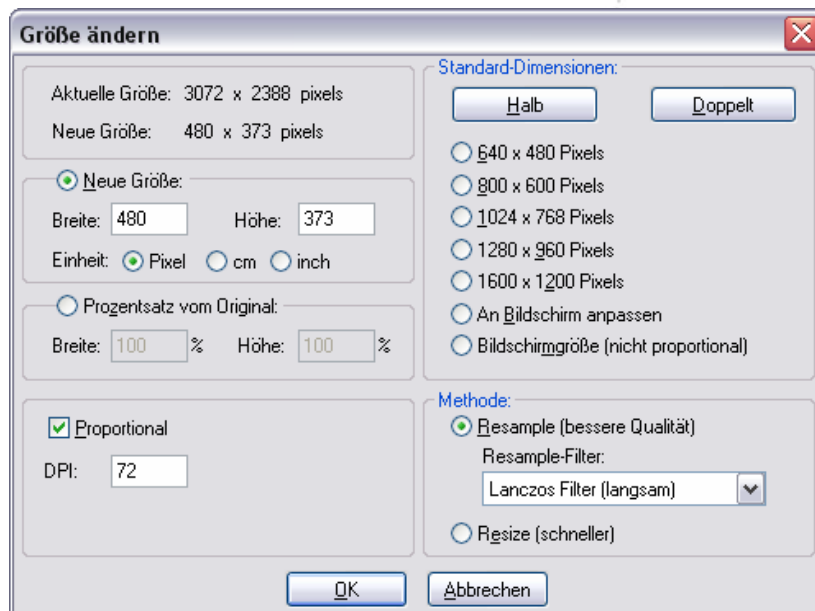 Größe ändern
Aktuelle Größe: 3072 x 2388 pixels
Neue Größe: 480 x 373 pixels
Neue Größe:
Breite: 480 Höhe: 373
Einheit: Pixel cm inch
Prozentsatz vom Original:
Breite: 100 % Höhe: 100 %
Proportional
DPI: 72
Standard-Dimensionen:
Halb Doppelt
640 x 480 Pixels
800 x 600 Pixels
1024 x 768 Pixels
1280 x 960 Pixels
1600 x 1200 Pixels
An Bildschirm anpassen
Bildschirmgröße (nicht proportional)
Methode:
Resample (bessere Qualität)
Resample-Filter:
Lanczos Filter (langsam)
Resize (schneller)
OK Abbrechen